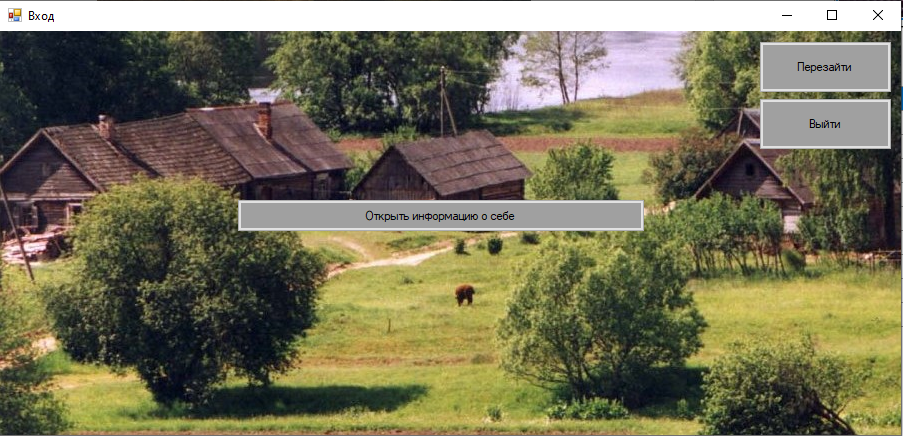 Вход
Перезайти
Выйти
Открыть информацию о себе